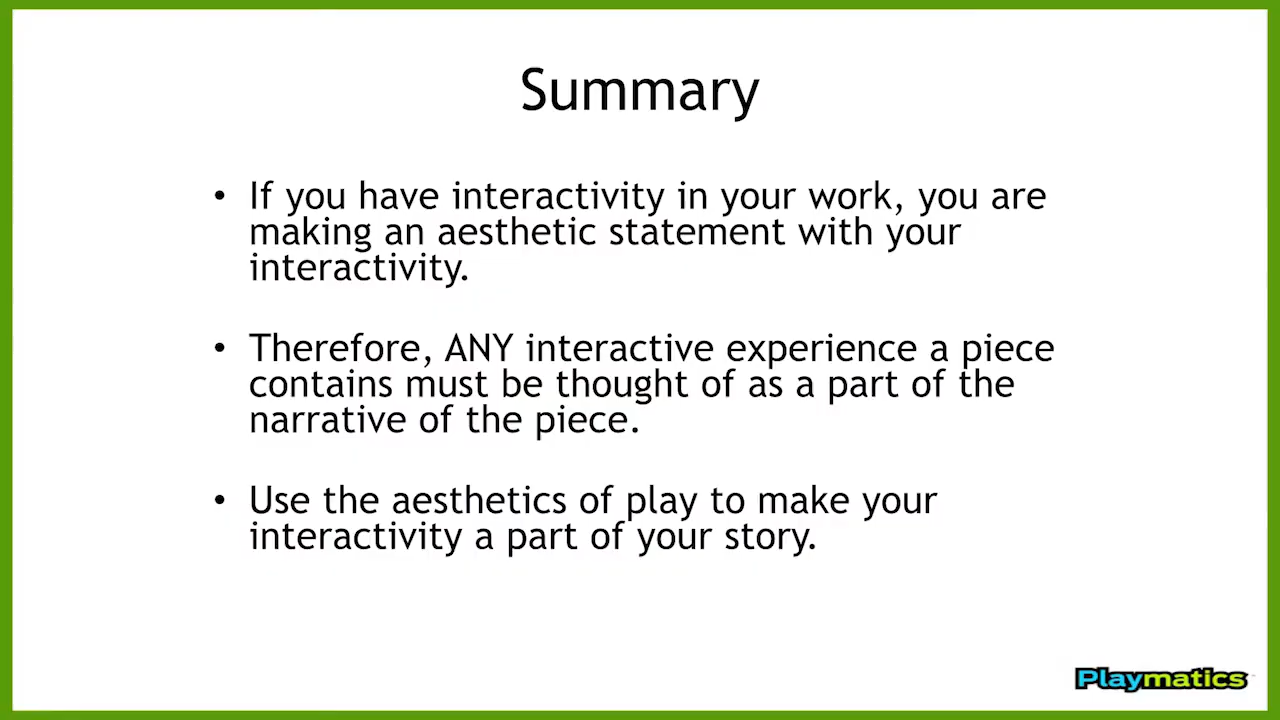 Summary
• If you have interactivity in your work, you are
making an aesthetic statement with your
interactivity.
• Therefore, ANY interactive experience a piece
contains must be thought of as a part of the
narrative of the piece.
• Use the aesthetics of play to make your
interactivity a part of your story.
Playmatics